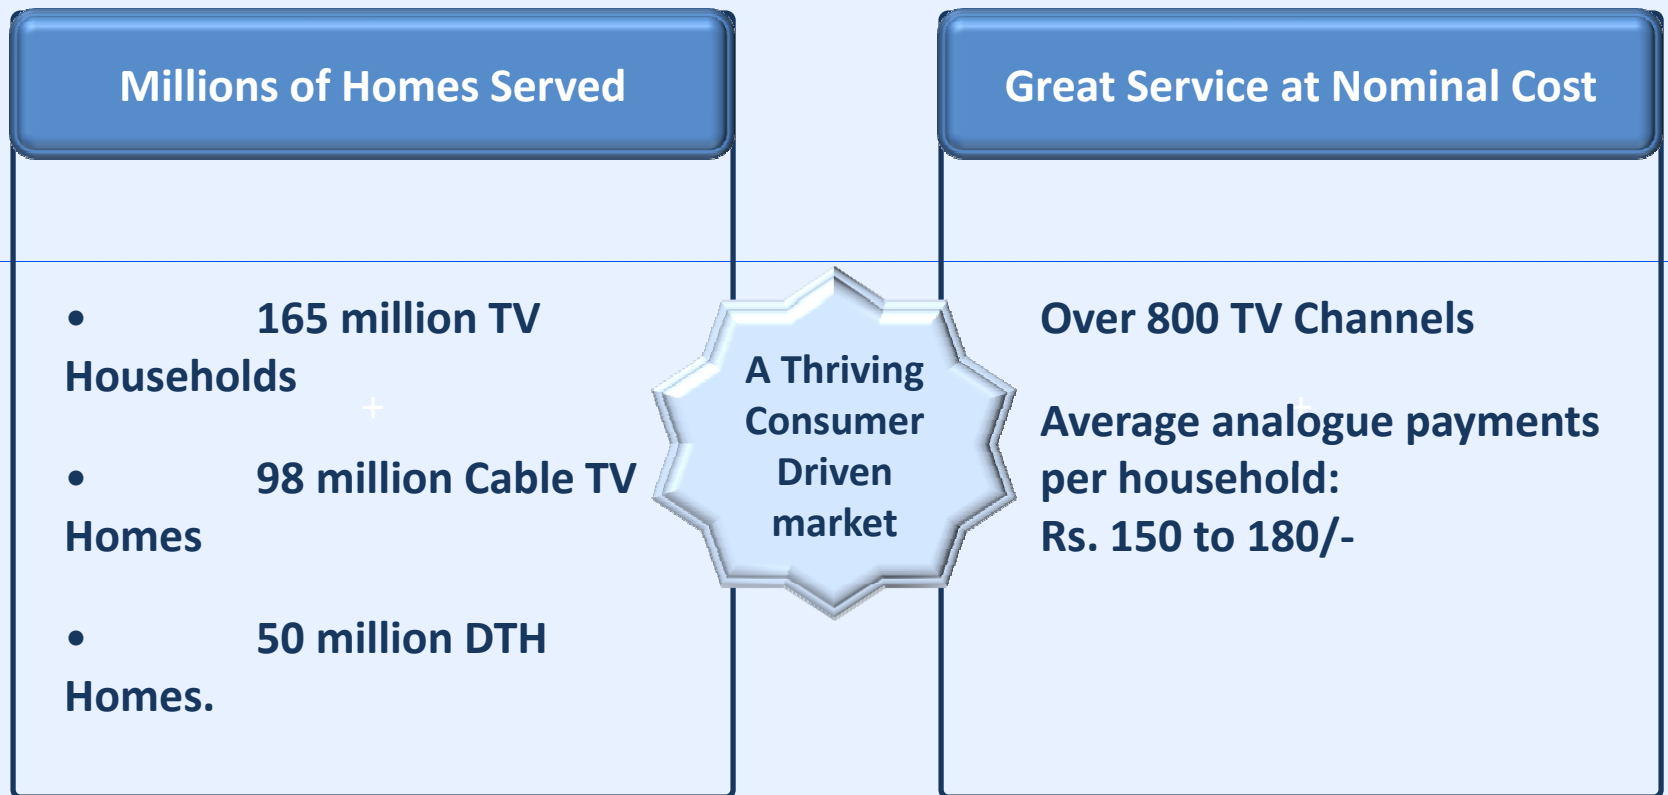 Millions of Homes Served
• 165 million TV
Households
• 98 million Cable TV
Homes
• 50 million DTH
Homes.
A Thriving
Consumer
Driven
market
Great Service at Nominal Cost
Over 800 TV Channels
Average analogue payments
per household:
Rs. 150 to 180/-